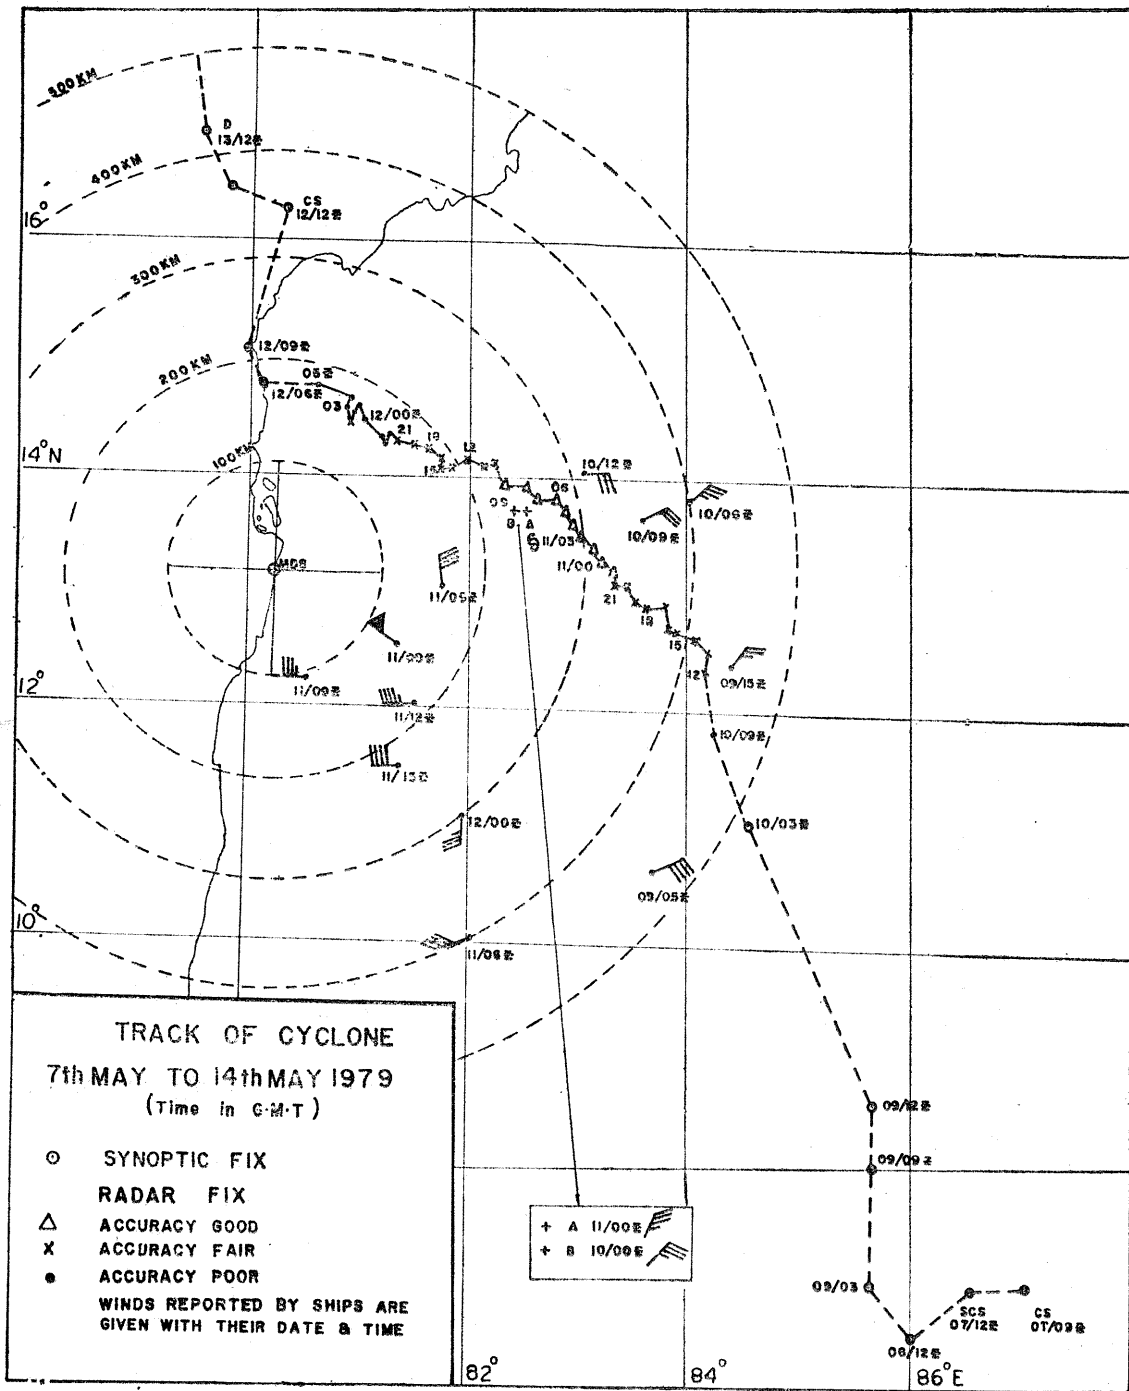 500KM
D
13/12Z
400KM
CS
12/12Z
16°
300KM
12/09Z
200KM
05Z
12/06Z
03
12/00Z
21
18
12
15
14°N
100KM
10/12Z
06
09
B
A
10/06Z
10/09Z
11/03
11/00
MDS
11/05Z
21
18
15
12
11/00Z
09/15Z
12°
11/09Z
11/12Z
10/09Z
11/15Z
12/00Z
10/03Z
09/05Z
10°
11/06Z
TRACK OF CYCLONE
7th MAY TO 14th MAY 1979
(Time in G·M·T)
SYNOPTIC FIX
RADAR FIX
ACCURACY GOOD
ACCURACY FAIR
ACCURACY POOR
WINDS REPORTED BY SHIPS ARE
GIVEN WITH THEIR DATE & TIME
09/12Z
09/09Z
+ A 11/00Z
+ B 10/00Z
09/03
SCS
07/12Z
CS
07/09Z
08/12Z
82°
84°
86°E